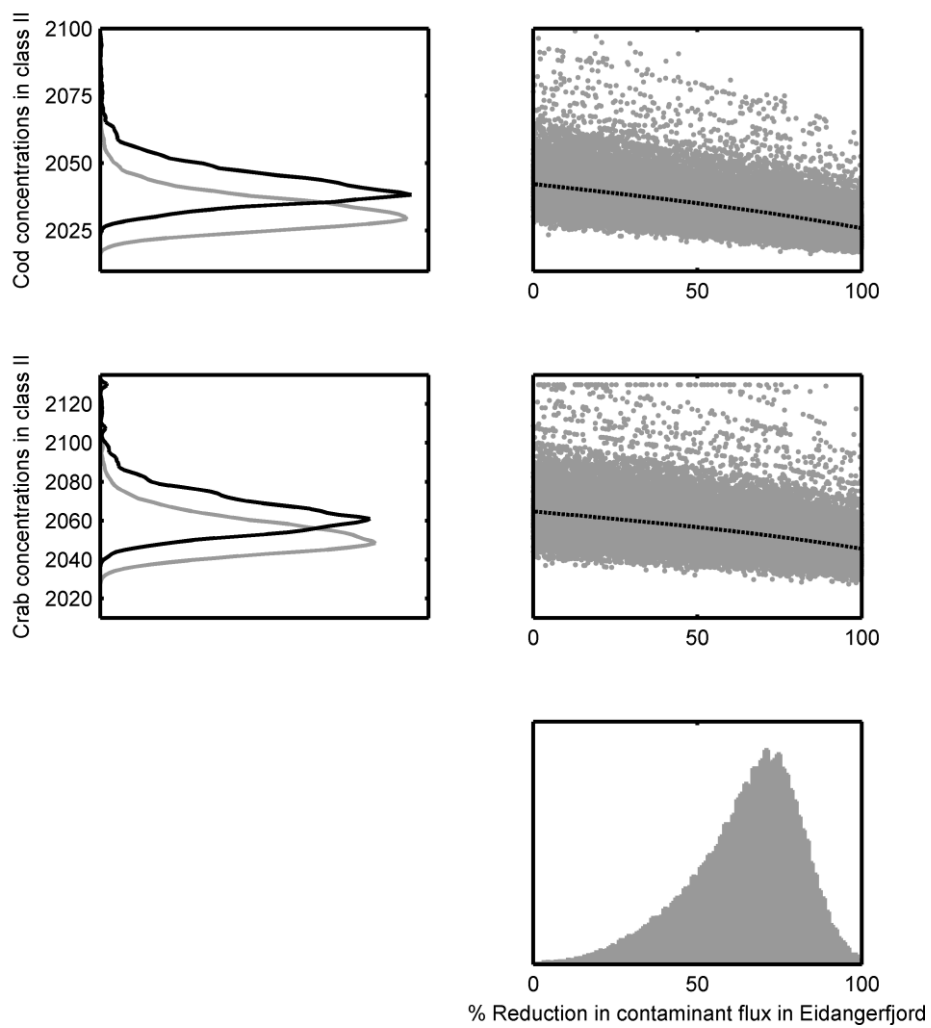 Cod concentrations in class II
2100
2075
2050
2025
0 50 100
Crab concentrations in class II
2120
2100
2080
2060
2040
2020
0 50 100
0 50 100
% Reduction in contaminant flux in Eidangerfjord